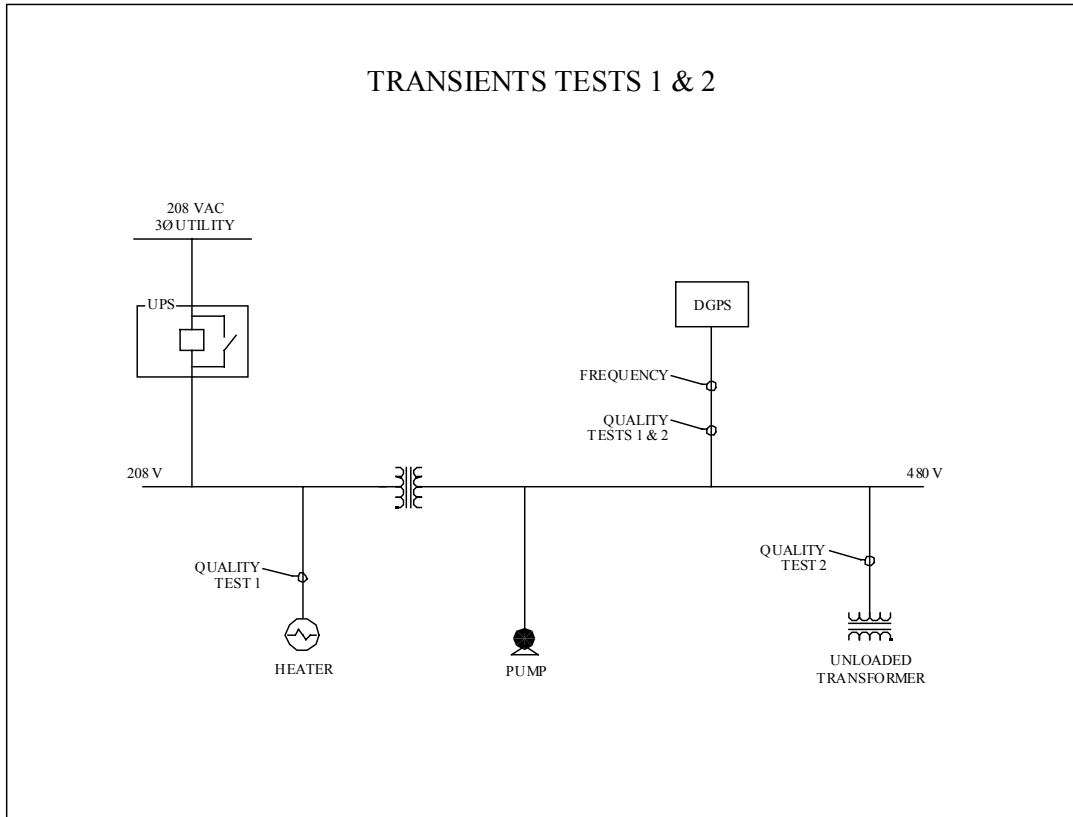 TRANSIENTS TESTS 1 & 2
208 VAC
3Ø UTILITY
UPS
DGPS
FREQUENCY
QUALITY
TESTS 1 & 2
208 V
480 V
QUALITY
TEST 1
QUALITY
TEST 2
HEATER
PUMP
UNLOADED
TRANSFORMER